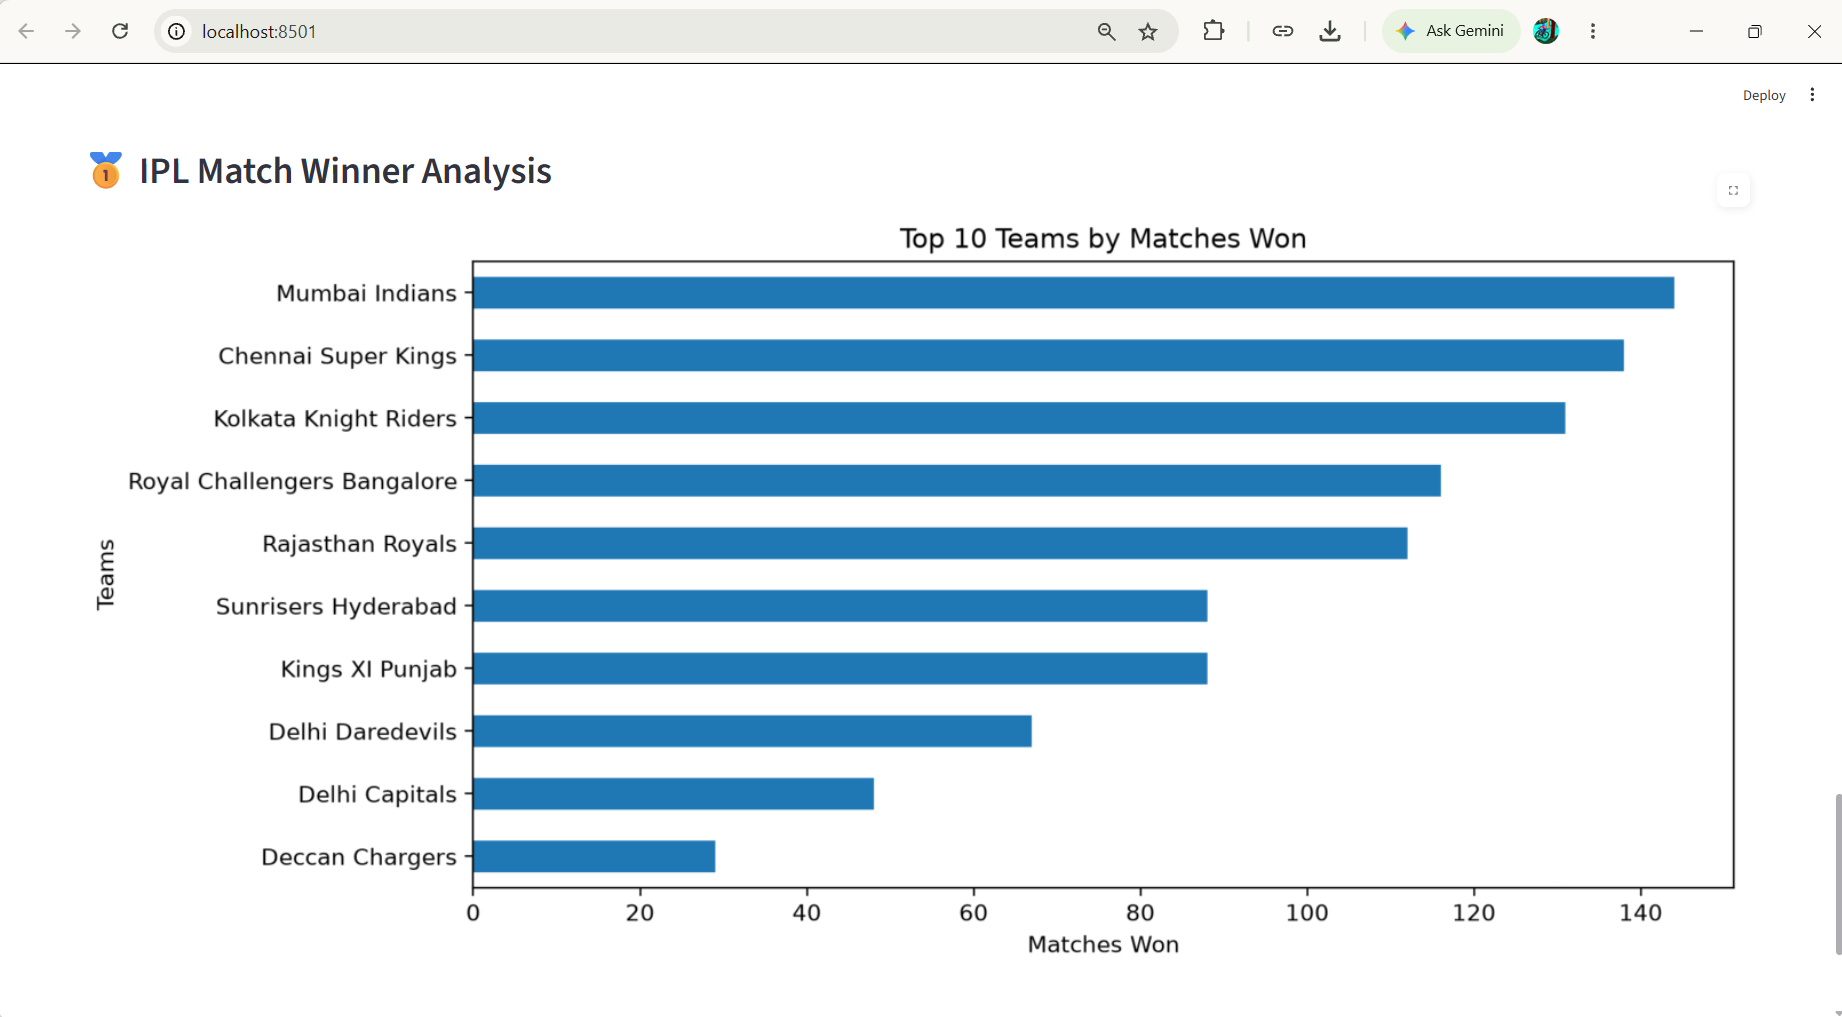 localhost:8501
Ask Gemini
Deploy
1 IPL Match Winner Analysis
Top 10 Teams by Matches Won
Teams
Mumbai Indians
Chennai Super Kings
Kolkata Knight Riders
Royal Challengers Bangalore
Rajasthan Royals
Sunrisers Hyderabad
Kings XI Punjab
Delhi Daredevils
Delhi Capitals
Deccan Chargers
0 20 40 60 80 100 120 140
Matches Won